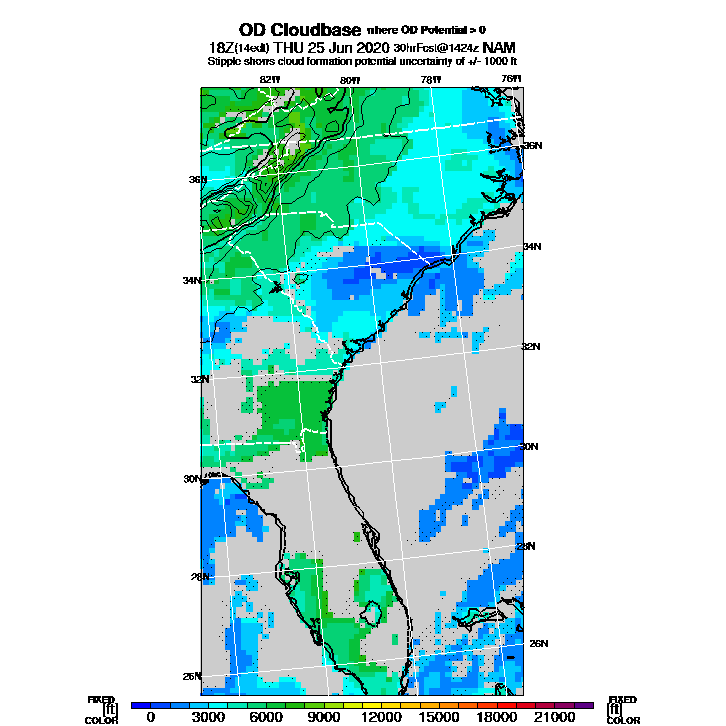 OD Cloudbase where OD Potential > 0
18Z(14edt) THU 25 Jun 2020 30hrFcst@1424z NAM
Stipple shows cloud formation potential uncertainty of +/- 1000 ft
82W 80W 78W 76W
36N
36N
34N
34N
32N
32N
30N
30N
28N
28N
26N
26N
FIXED FIXED
[ft] [ft]
COLOR 0 3000 6000 9000 12000 15000 18000 21000 COLOR